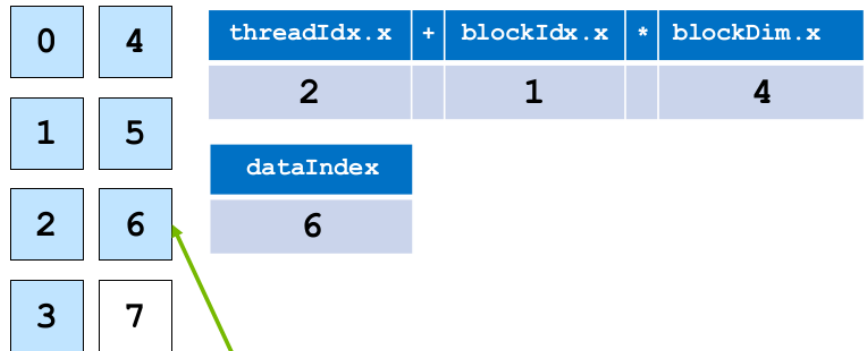 0 4 threadIdx.x + blockIdx.x * blockDim.x
2 1 4
1 5
dataIndex
2 6 6
3 7